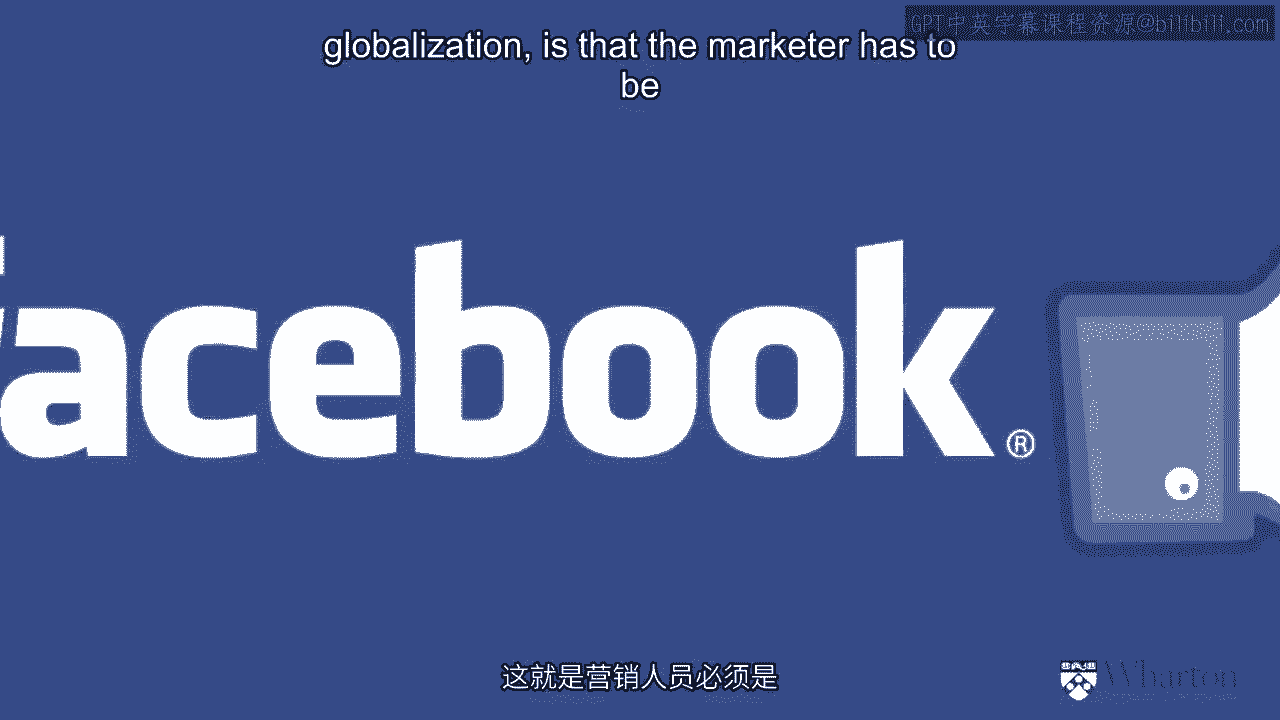 GPT中英字幕课程资源@bilibili.com
globalization, is that the marketer has to
be
facebook®
这就是营销人员必须是
Wharton